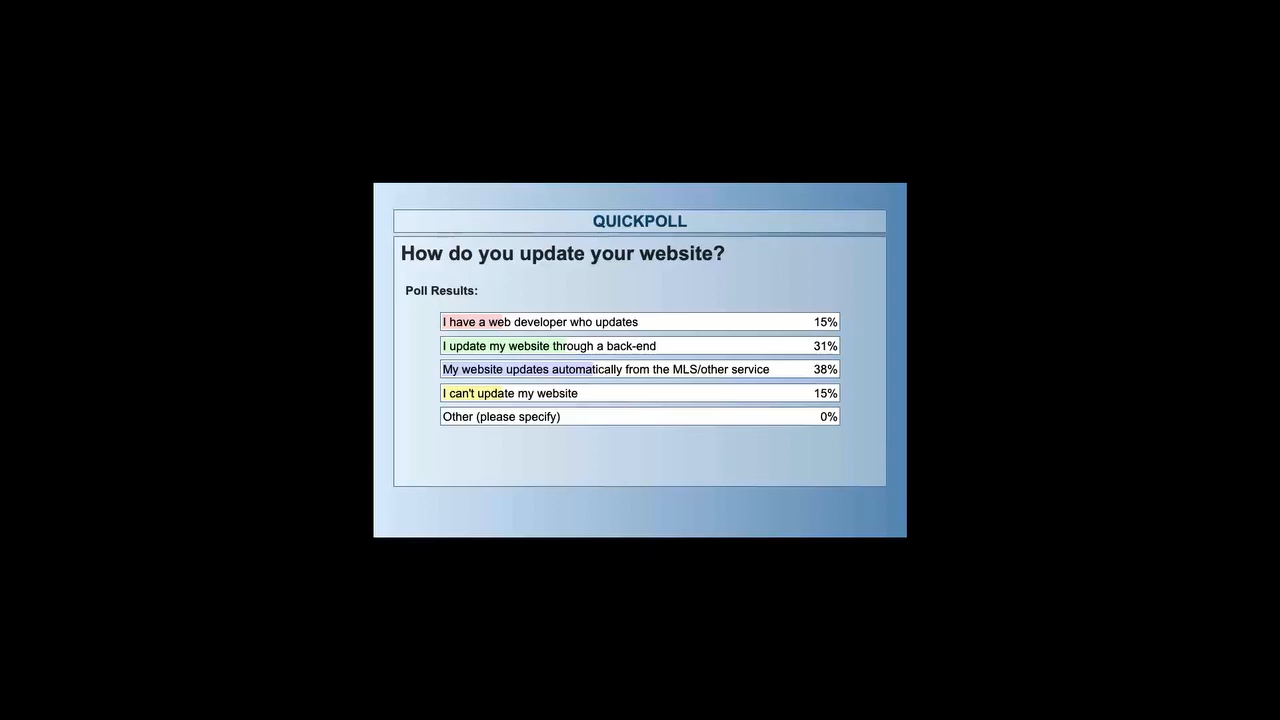 QUICKPOLL
How do you update your website?
Poll Results:
I have a web developer who updates 15%
I update my website through a back-end 31%
My website updates automatically from the MLS/other service 38%
I can't update my website 15%
Other (please specify) 0%